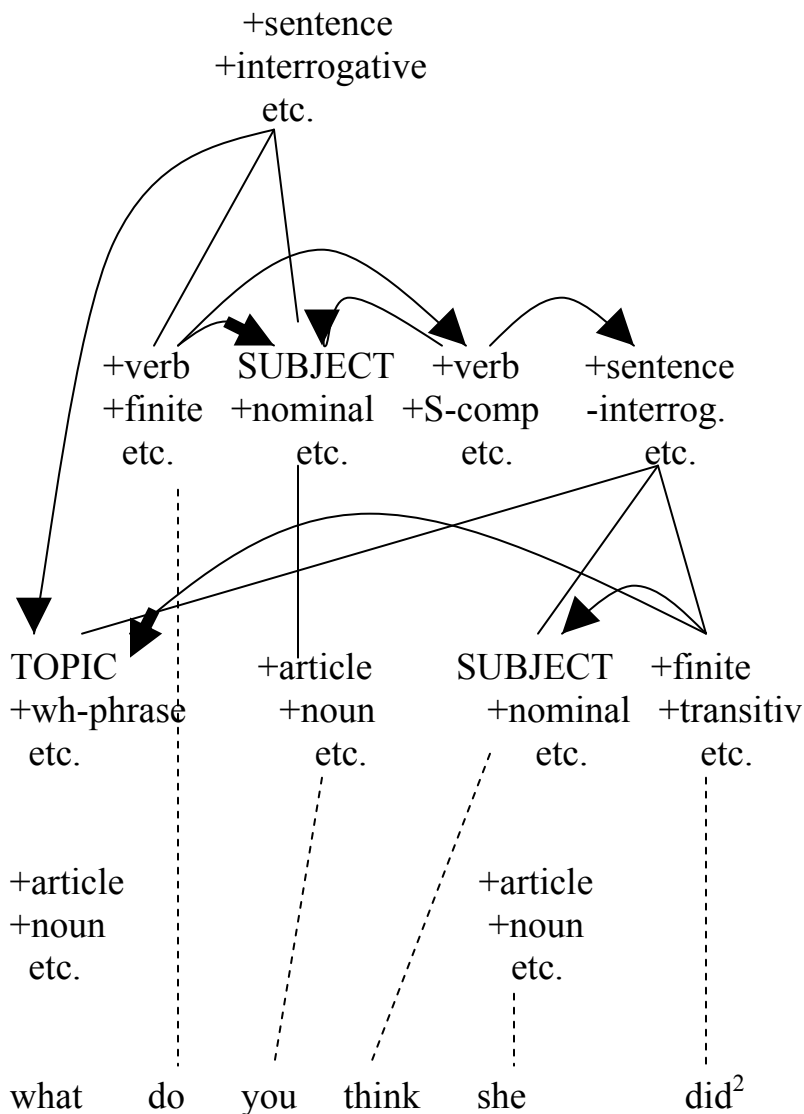 +sentence
+interrogative
etc.
+verb SUBJECT +verb +sentence
+finite +nominal +S-comp -interrog.
etc. etc. etc. etc.
TOPIC +article SUBJECT +finite
+wh-phrase +noun +nominal +transitiv
etc. etc. etc. etc.
+article +article
+noun +noun
etc. etc.
what do you think she did²